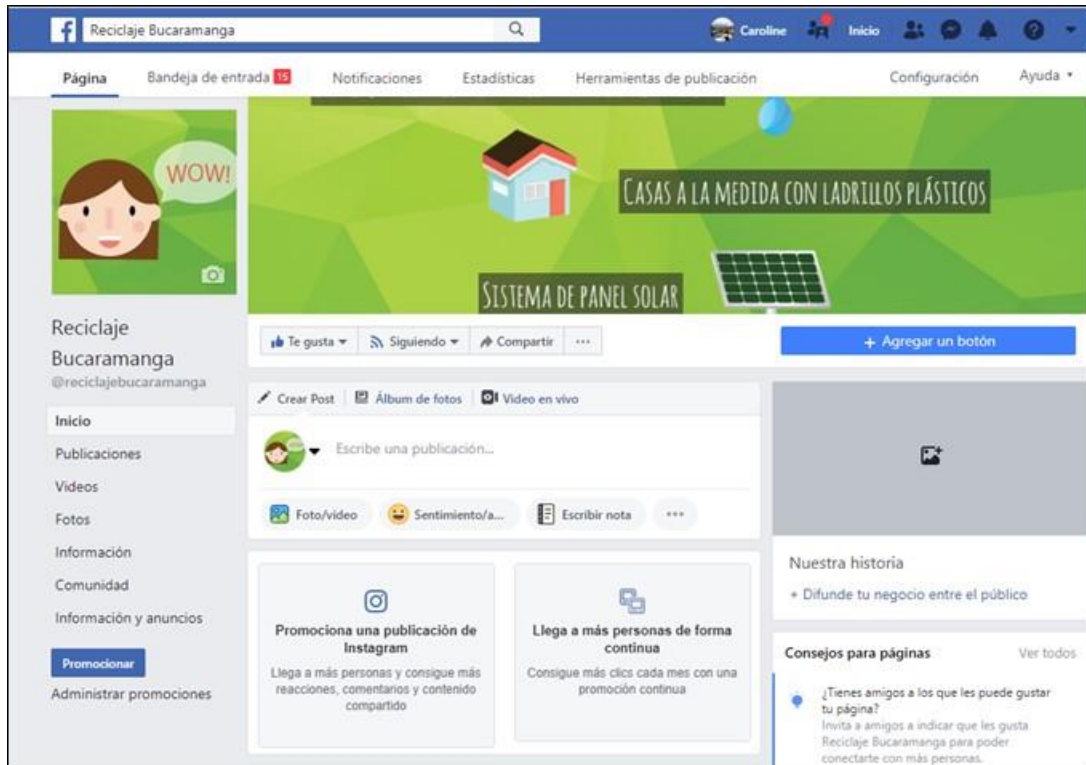 Reciclaje Bucaramanga
Caroline
Inicio
Página
Bandeja de entrada 15
Notificaciones
Estadísticas
Herramientas de publicación
Configuración
Ayuda
WOW!
CASAS A LA MEDIDA CON LADRILLOS PLÁSTICOS
SISTEMA DE PANEL SOLAR
Reciclaje
Bucaramanga
@reciclajebucaramanga
Inicio
Publicaciones
Videos
Fotos
Información
Comunidad
Información y anuncios
Promocionar
Administrar promociones
Te gusta
Siguiendo
Compartir
+ Agregar un botón
Crear Post
Álbum de fotos
Video en vivo
Escribe una publicación...
Foto/video
Sentimiento/a...
Escribir nota
Promociona una publicación de
Instagram
Llega a más personas y consigue más
reacciones, comentarios y contenido
compartido
Llega a más personas de forma
continua
Consigue más clics cada mes con una
promoción continua
Nuestra historia
+ Difunde tu negocio entre el público
Consejos para páginas
Ver todos
¿Tienes amigos a los que les puede gustar
tu página?
Invita a amigos a indicar que les gusta
Reciclaje Bucaramanga para poder
conectarte con más personas.